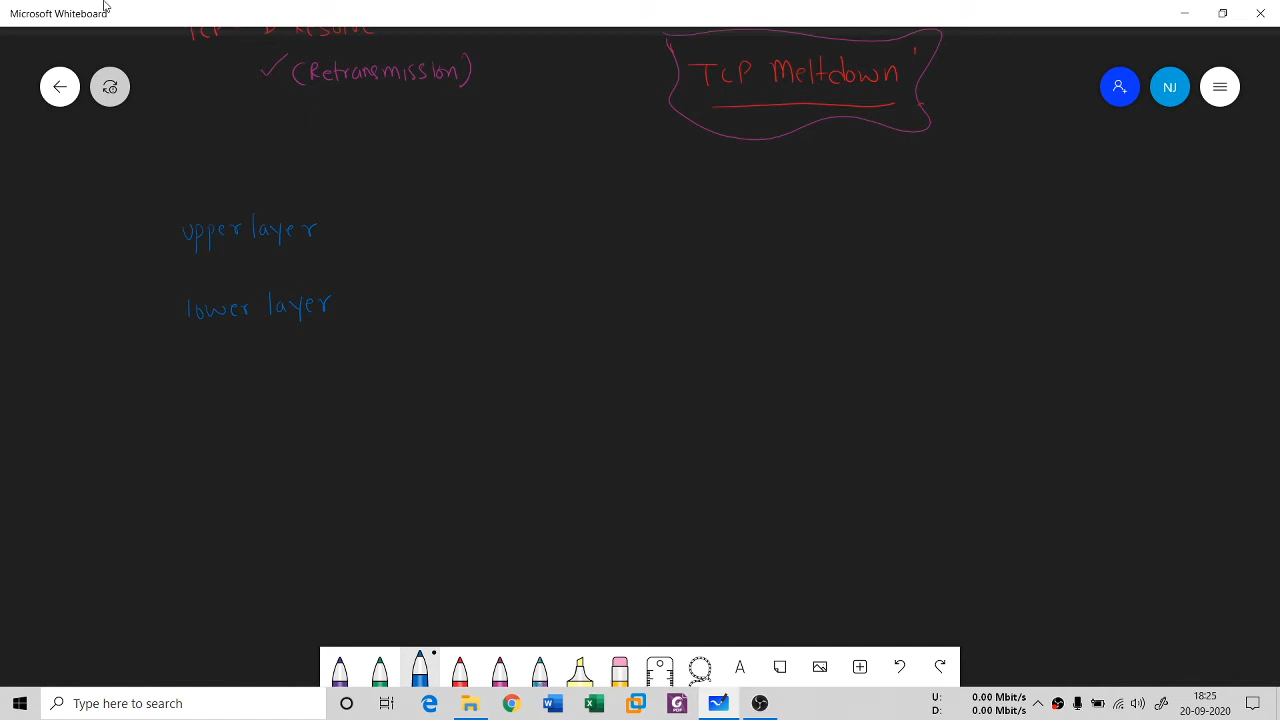 Microsoft Whiteboard
TCP
(Retransmission)
TCP Meltdown
NJ
upper layer
lower layer
A
Type here to search
U: 0.00 Mbit/s
D: 0.00 Mbit/s
18:25
20-09-2020